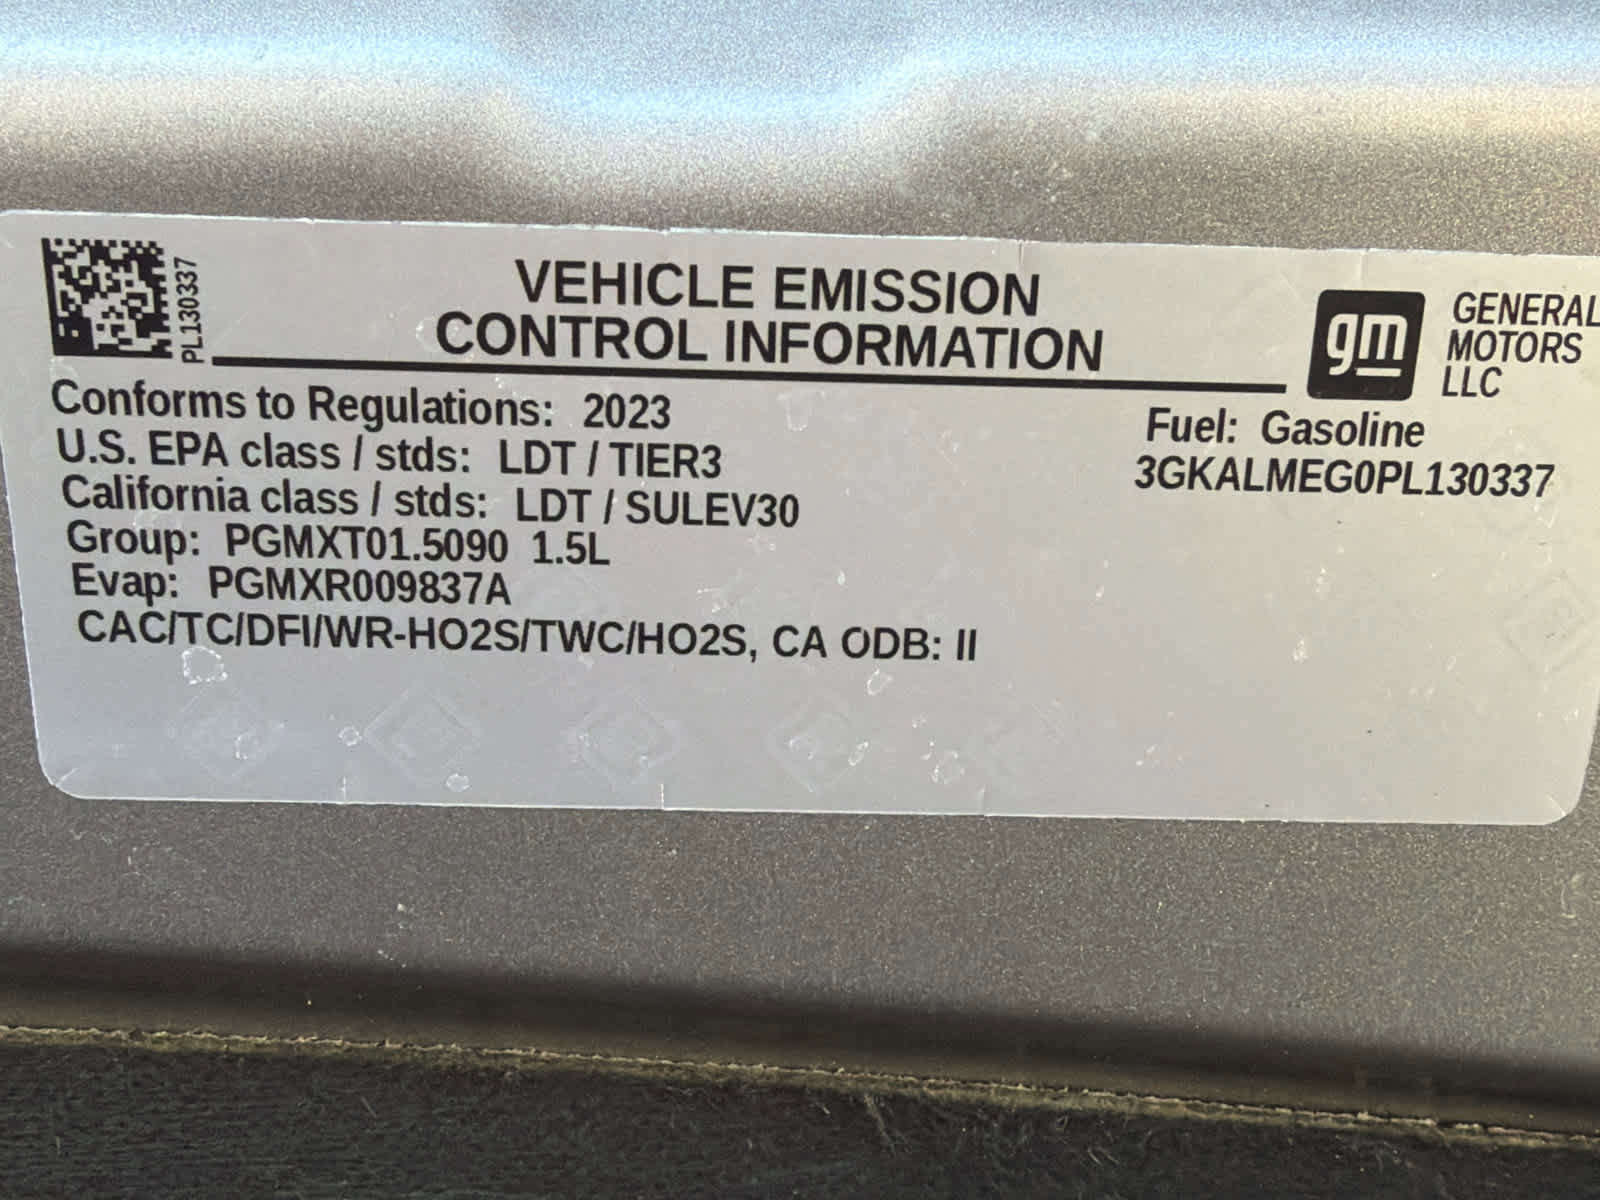 PL130337
VEHICLE EMISSION
CONTROL INFORMATION
gm
GENERAL
MOTORS
LLC
Conforms to Regulations: 2023
U.S. EPA class / stds: LDT / TIER3
California class / stds: LDT / SULEV30
Group: PGMXT01.5090 1.5L
Evap: PGMXR009837A
CAC/TC/DFI/WR-HO2S/TWC/HO2S, CA ODB: II
Fuel: Gasoline
3GKALMEG0PL130337